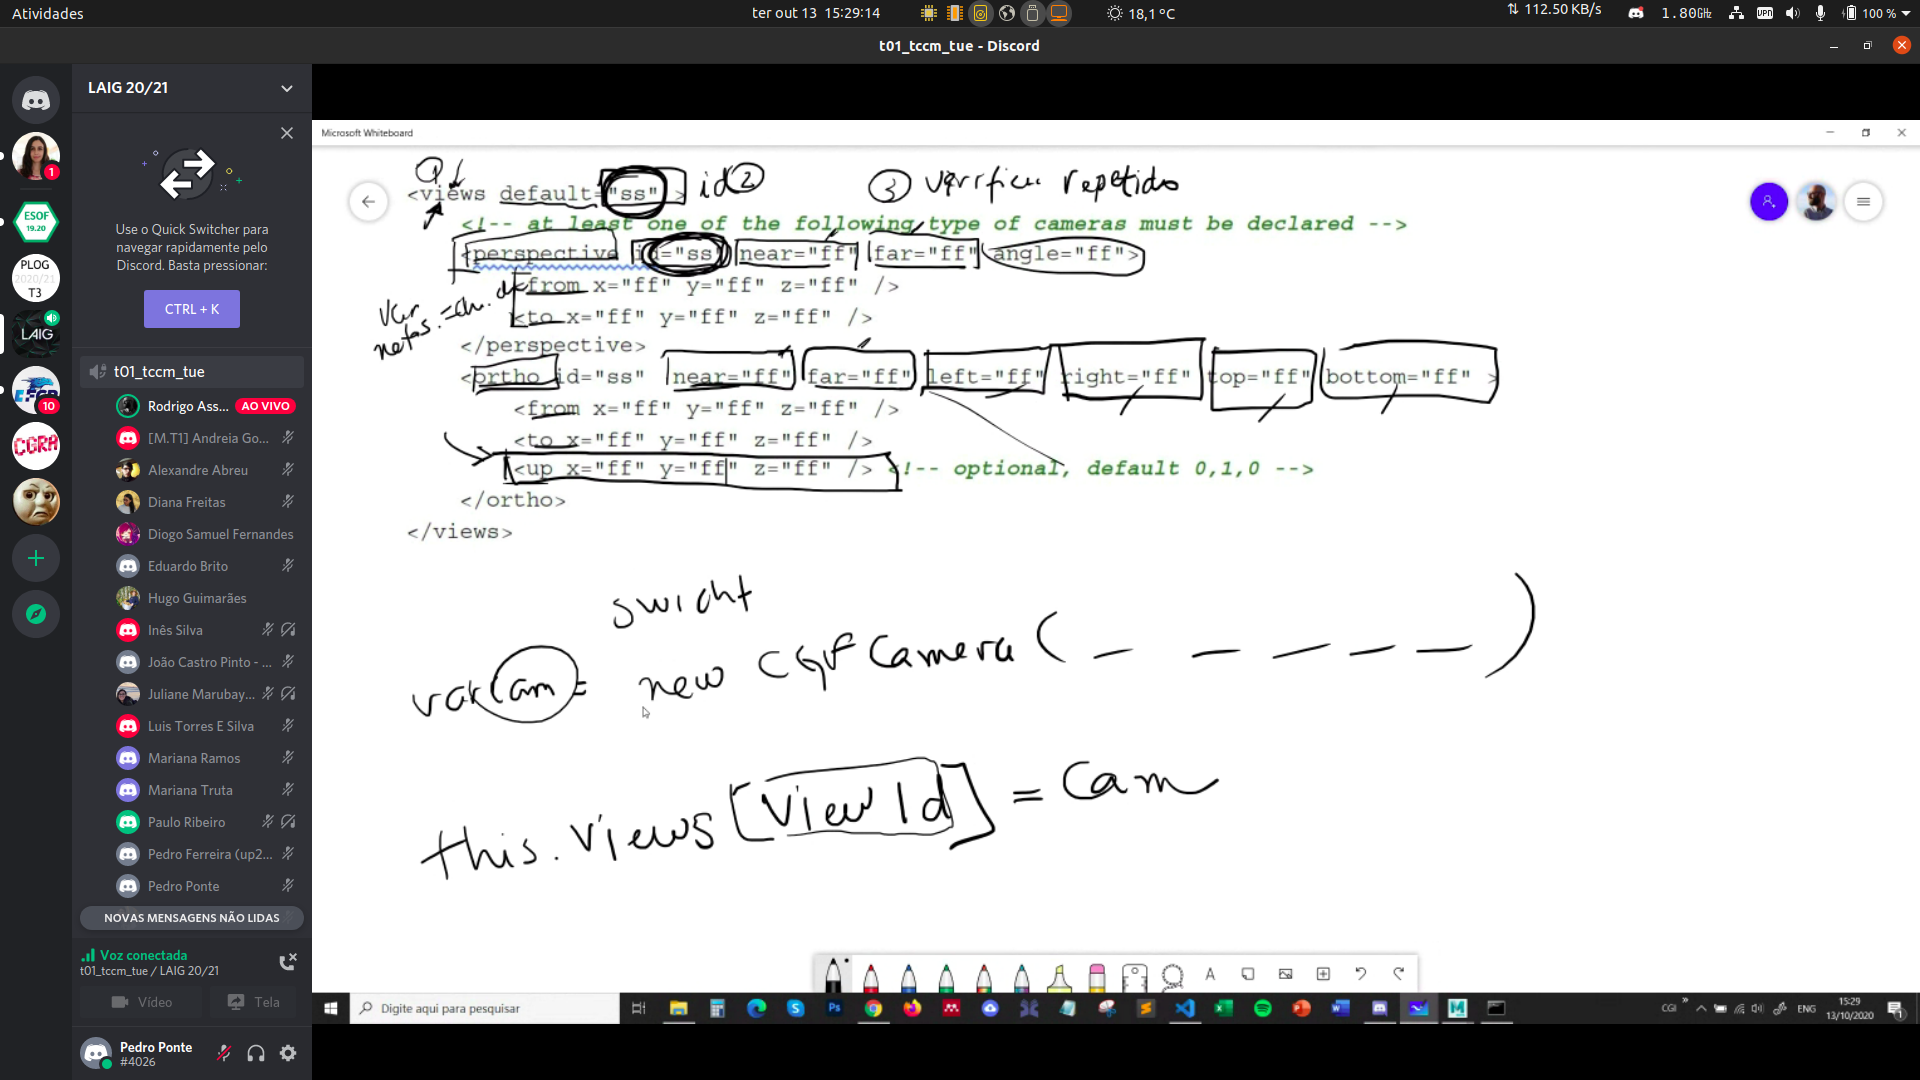 Atividades
ter out 13 15:29:14
18,1 °C
112.50 KB/s
1.80GHz
VPN
100 %
t01_tccm_tue - Discord
LAIG 20/21
Use o Quick Switcher para
navegar rapidamente pelo
Discord. Basta pressionar:
CTRL + K
1
ESOF
19.20
PLOG
2020/21
T3
LAIG
10
CGRA
t01_tccm_tue
Rodrigo Ass... AO VIVO
[M.T1] Andreia Go...
Alexandre Abreu
Diana Freitas
Diogo Samuel Fernandes
Eduardo Brito
Hugo Guimarães
Inês Silva
João Castro Pinto - ...
Juliane Marubay...
Luis Torres E Silva
Mariana Ramos
Mariana Truta
Paulo Ribeiro
Pedro Ferreira (up2...
Pedro Ponte
NOVAS MENSAGENS NÃO LIDAS
Voz conectada
t01_tccm_tue / LAIG 20/21
Vídeo
Tela
Pedro Ponte
#4026
Microsoft Whiteboard
<views default="ss" > id 2 3 verificar repetido
<!-- at least one of the following type of cameras must be declared -->
<perspective id="ss" near="ff" far="ff" angle="ff">
<from x="ff" y="ff" z="ff" />
<to x="ff" y="ff" z="ff" />
</perspective>
<ortho id="ss" near="ff" far="ff" left="ff" right="ff" top="ff" bottom="ff" >
<from x="ff" y="ff" z="ff" />
<to x="ff" y="ff" z="ff" />
<up x="ff" y="ff" z="ff" /> <!-- optional, default 0,1,0 -->
</ortho>
</views>
swicht
var cam = new CGFCamera ( _ _ _ _ _ )
this.views [View Id] = Cam
Digite aqui para pesquisar
CGI
ENG
15:29
13/10/2020